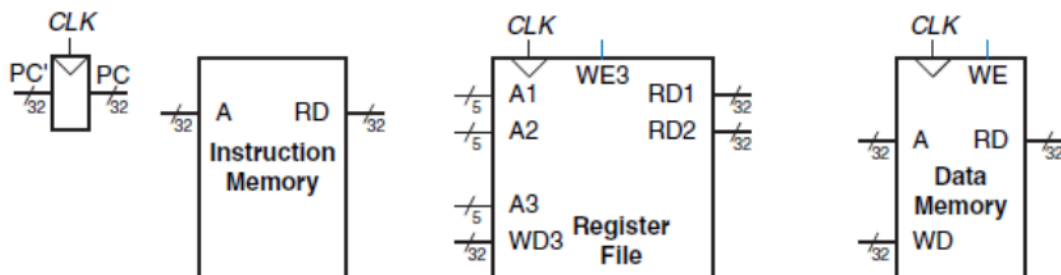 CLK
PC'
PC
32
32
A
RD
32
32
Instruction
Memory
CLK
WE3
A1
RD1
5
32
A2
RD2
5
32
A3
5
WD3
32
Register
File
CLK
WE
A
RD
32
32
Data
Memory
WD
32